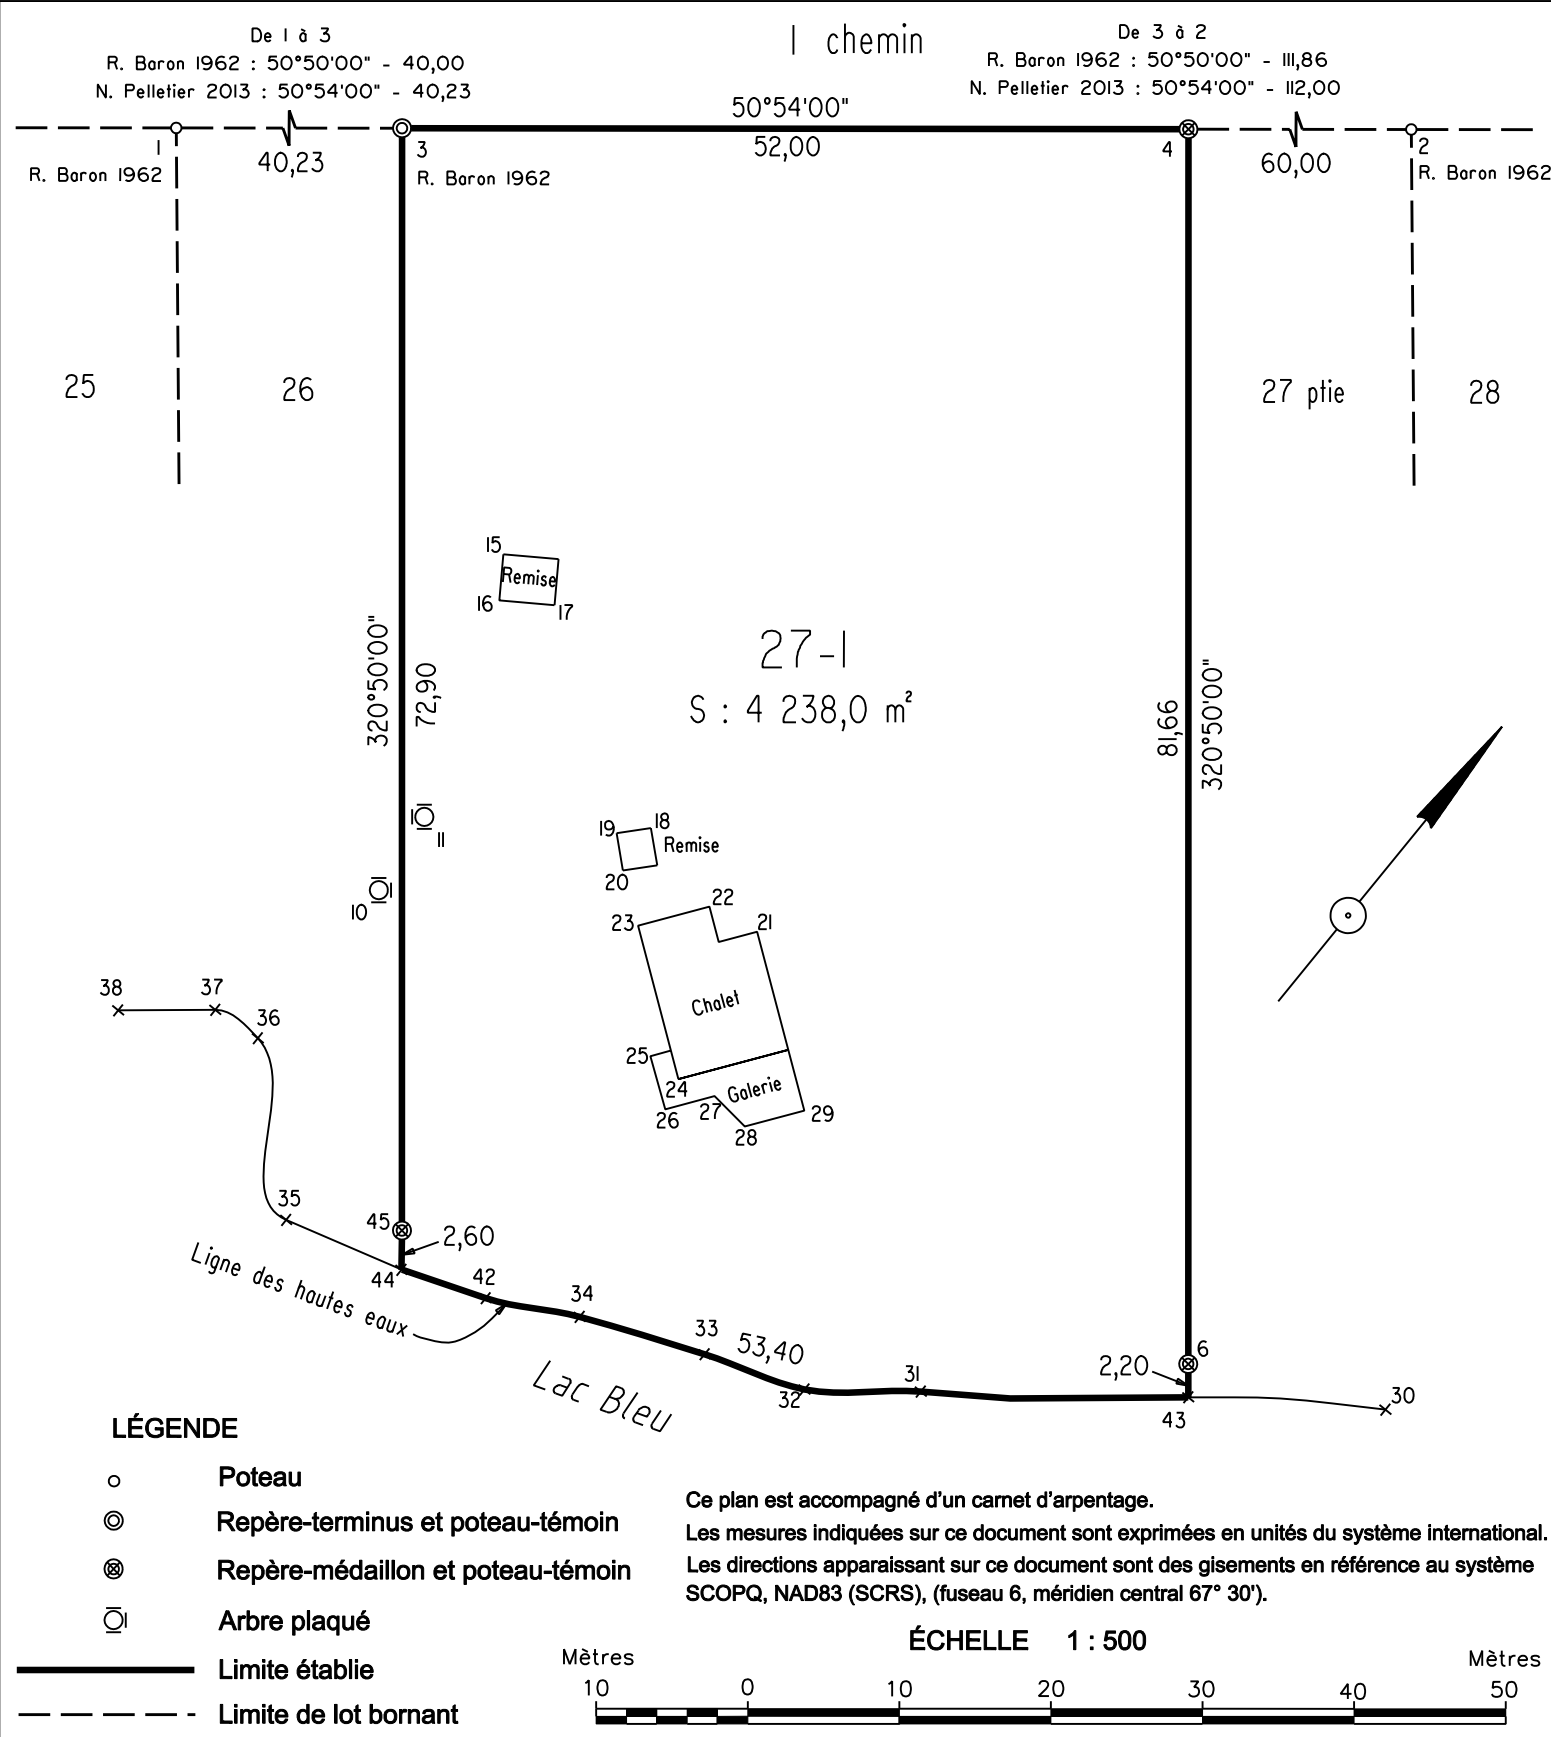 De 1 à 3
R. Baron 1962 : 50°50'00" - 40,00
N. Pelletier 2013 : 50°54'00" - 40,23
1 chemin
De 3 à 2
R. Baron 1962 : 50°50'00" - 111,86
N. Pelletier 2013 : 50°54'00" - 112,00
50°54'00"
1
40,23
3
52,00
4
60,00
2
R. Baron 1962
R. Baron 1962
R. Baron 1962
25
26
27 ptie
28
15
Remise
16
17
27-1
S : 4 238,0 m²
320°50'00"
72,90
81,66
320°50'00"
11
10
19
18
Remise
20
22
23
21
Chalet
38
37
36
25
24
Galerie
26
27
28
29
35
45
2,60
44
42
Ligne des hautes eaux
34
33
53,40
32
31
6
2,20
43
30
Lac Bleu
LÉGENDE
Poteau
Repère-terminus et poteau-témoin
Repère-médaillon et poteau-témoin
Arbre plaqué
Limite établie
Limite de lot bornant
Ce plan est accompagné d'un carnet d'arpentage.
Les mesures indiquées sur ce document sont exprimées en unités du système international.
Les directions apparaissant sur ce document sont des gisements en référence au système
SCOPQ, NAD83 (SCRS), (fuseau 6, méridien central 67° 30').
ÉCHELLE 1 : 500
Mètres
Mètres
10 0 10 20 30 40 50